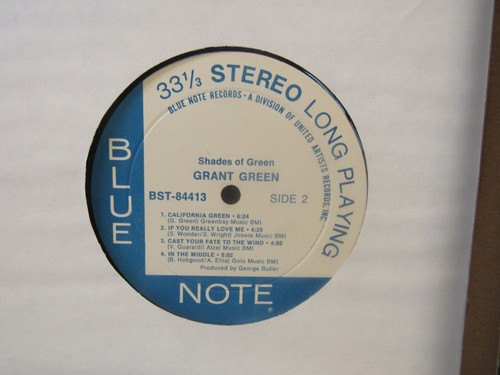 33⅓ STEREO LONG PLAYING
BLUE NOTE RECORDS • A DIVISION OF UNITED ARTISTS RECORDS, INC.
BLUE
Shades of Green
GRANT GREEN
BST-84413
SIDE 2
1. CALIFORNIA GREEN • 6:24
(G. Green) Greenbay Music BMI
2. IF YOU REALLY LOVE ME • 4:25
(S. Wonder/S. Wright) Jobete Music BMI
3. CAST YOUR FATE TO THE WIND • 4:50
(V. Guaraldi) Atzal Music BMI
4. IN THE MIDDLE • 5:02
(B. Hobgood/A. Ellis) Golo Music BMI
Produced by George Butler
NOTE
®